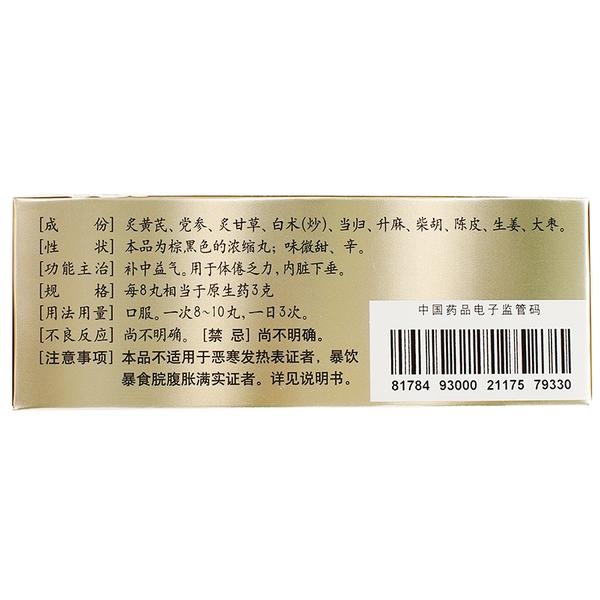 [成 份] 炙黄芪、党参、炙甘草、白术(炒)、当归、升麻、柴胡、陈皮、生姜、大枣。
[性 状] 本品为棕黑色的浓缩丸；味微甜、辛。
[功能主治] 补中益气。用于体倦乏力，内脏下垂。
[规 格] 每8丸相当于原生药3克
[用法用量] 口服。一次8~10丸，一日3次。
[不良反应] 尚不明确。[禁 忌] 尚不明确。
[注意事项] 本品不适用于恶寒发热表证者，暴饮
暴食脘腹胀满实证者。详见说明书。
中国药品电子监管码
81784 93000 21175 79330